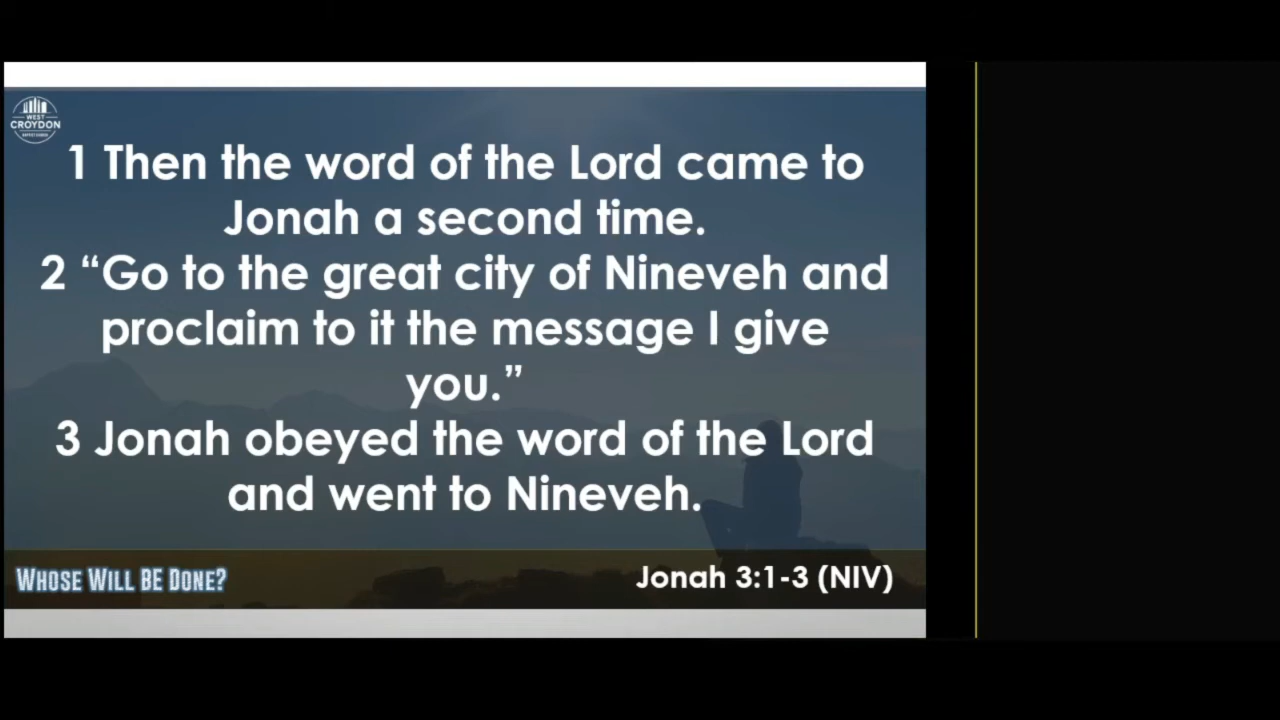 WEST
CROYDON
BAPTIST CHURCH
1 Then the word of the Lord came to
Jonah a second time.
2 “Go to the great city of Nineveh and
proclaim to it the message I give
you.”
3 Jonah obeyed the word of the Lord
and went to Nineveh.
WHOSE WILL BE DONE?
Jonah 3:1-3 (NIV)